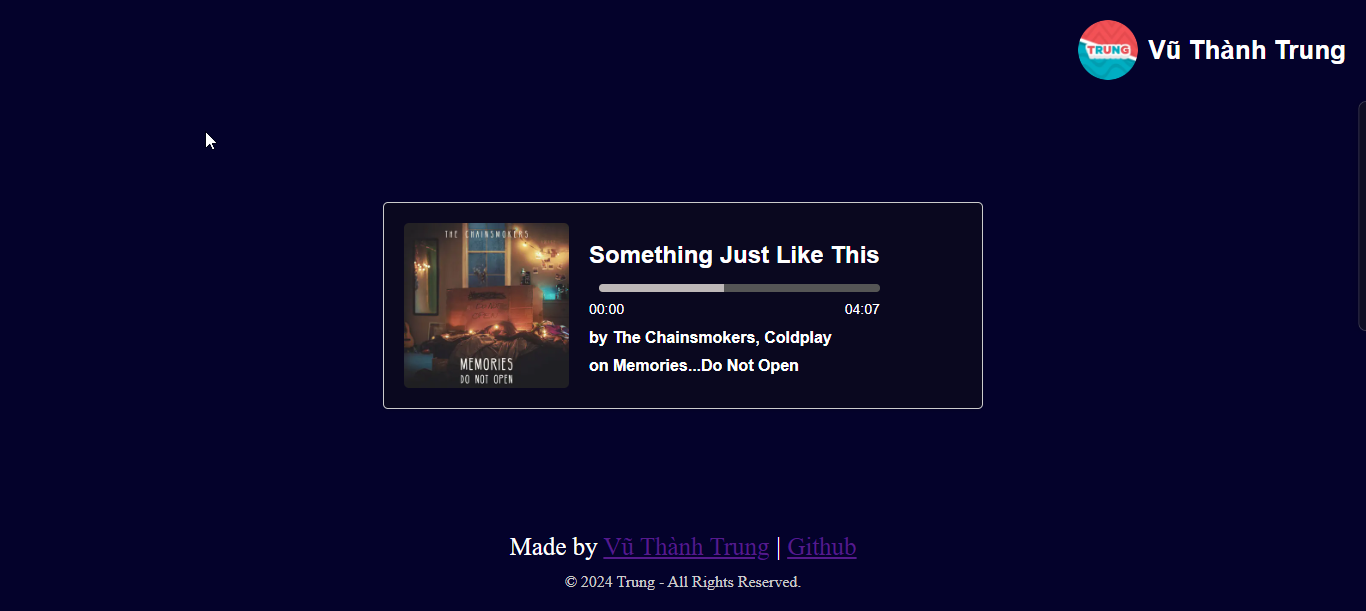 TRUNG
Vũ Thành Trung
THE CHAINSMOKERS
MEMORIES
DO NOT OPEN
Something Just Like This
00:00 04:07
by The Chainsmokers, Coldplay
on Memories...Do Not Open
Made by Vũ Thành Trung | Github
© 2024 Trung - All Rights Reserved.